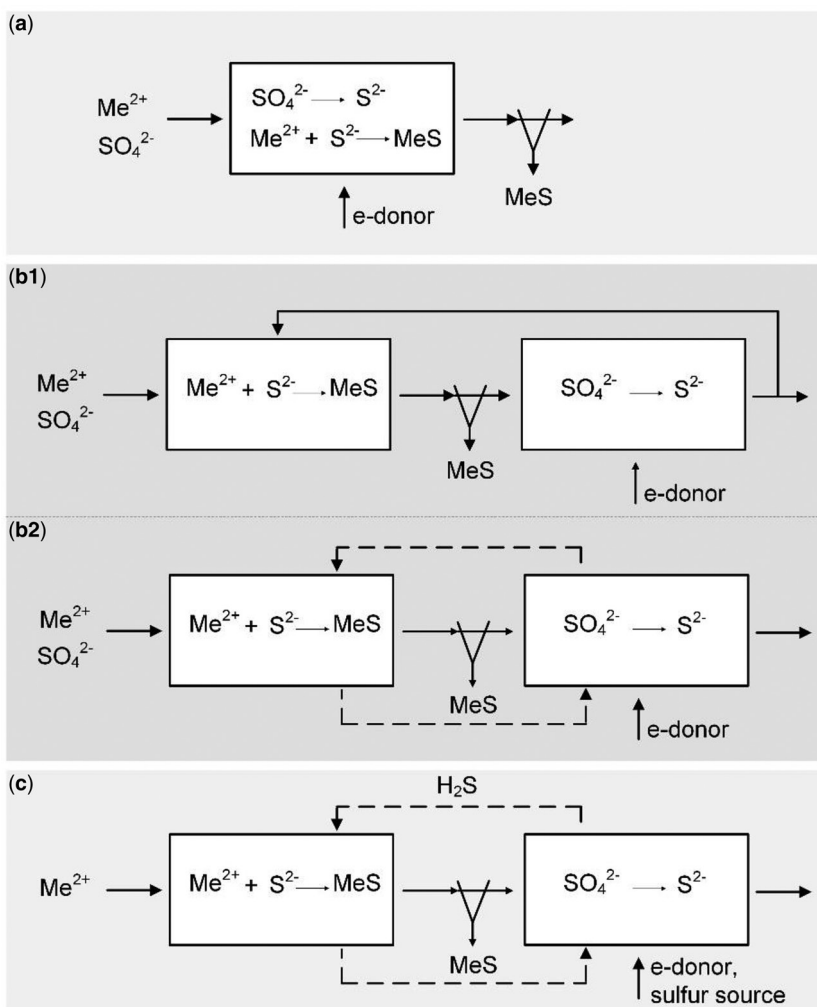 (a)
Me²⁺
SO₄²⁻
SO₄²⁻ → S²⁻
Me²⁺ + S²⁻ → MeS
MeS
e-donor
(b1)
Me²⁺
SO₄²⁻
Me²⁺ + S²⁻ → MeS
SO₄²⁻ → S²⁻
MeS
e-donor
(b2)
Me²⁺
SO₄²⁻
Me²⁺ + S²⁻ → MeS
SO₄²⁻ → S²⁻
MeS
e-donor
(c)
H₂S
Me²⁺
Me²⁺ + S²⁻ → MeS
SO₄²⁻ → S²⁻
MeS
e-donor,
sulfur source